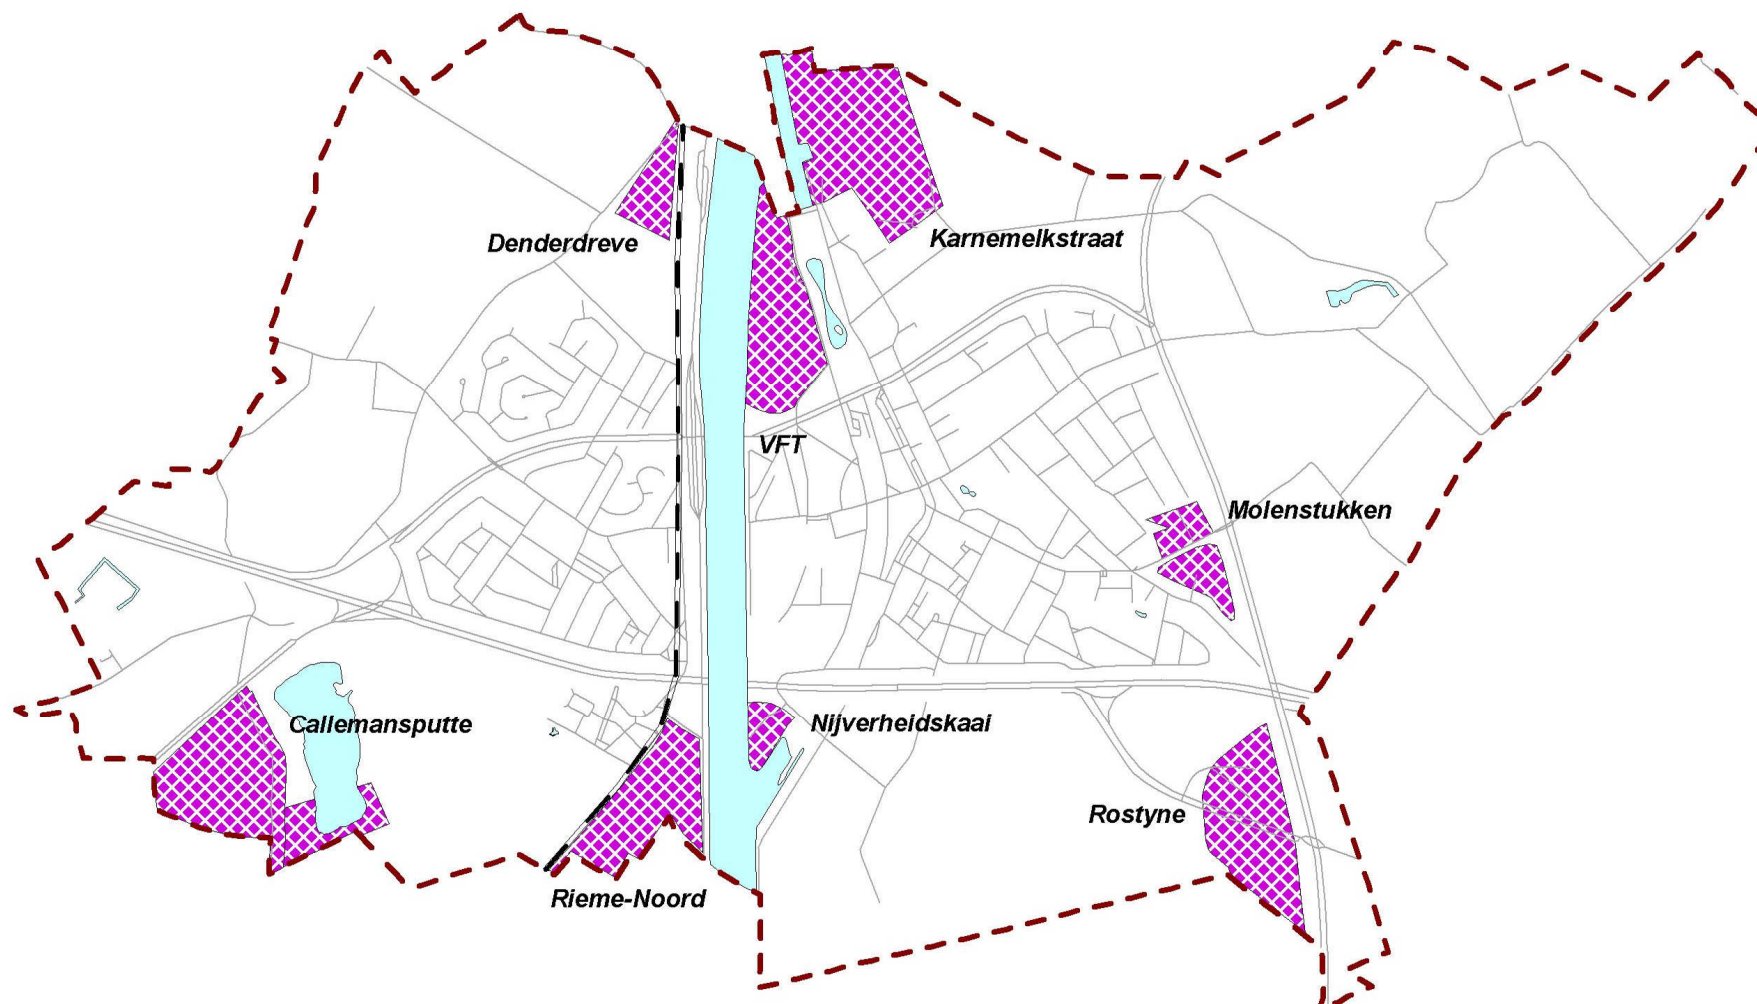 Denderdreve
Karnemelkstraat
VFT
Molenstukken
Callemansputte
Nijverheidskaai
Rostyne
Rieme-Noord